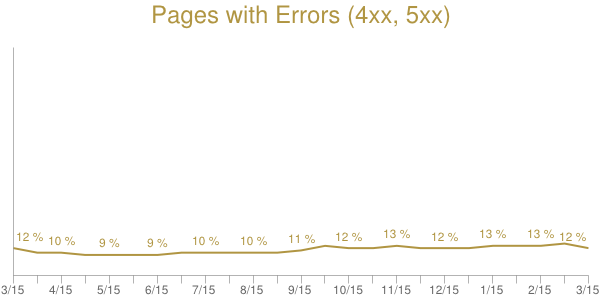 Pages with Errors (4xx, 5xx)
12 % 10 % 9 % 9 % 10 % 10 % 11 % 12 % 13 % 12 % 13 % 13 % 12 %
3/15 4/15 5/15 6/15 7/15 8/15 9/15 10/15 11/15 12/15 1/15 2/15 3/15